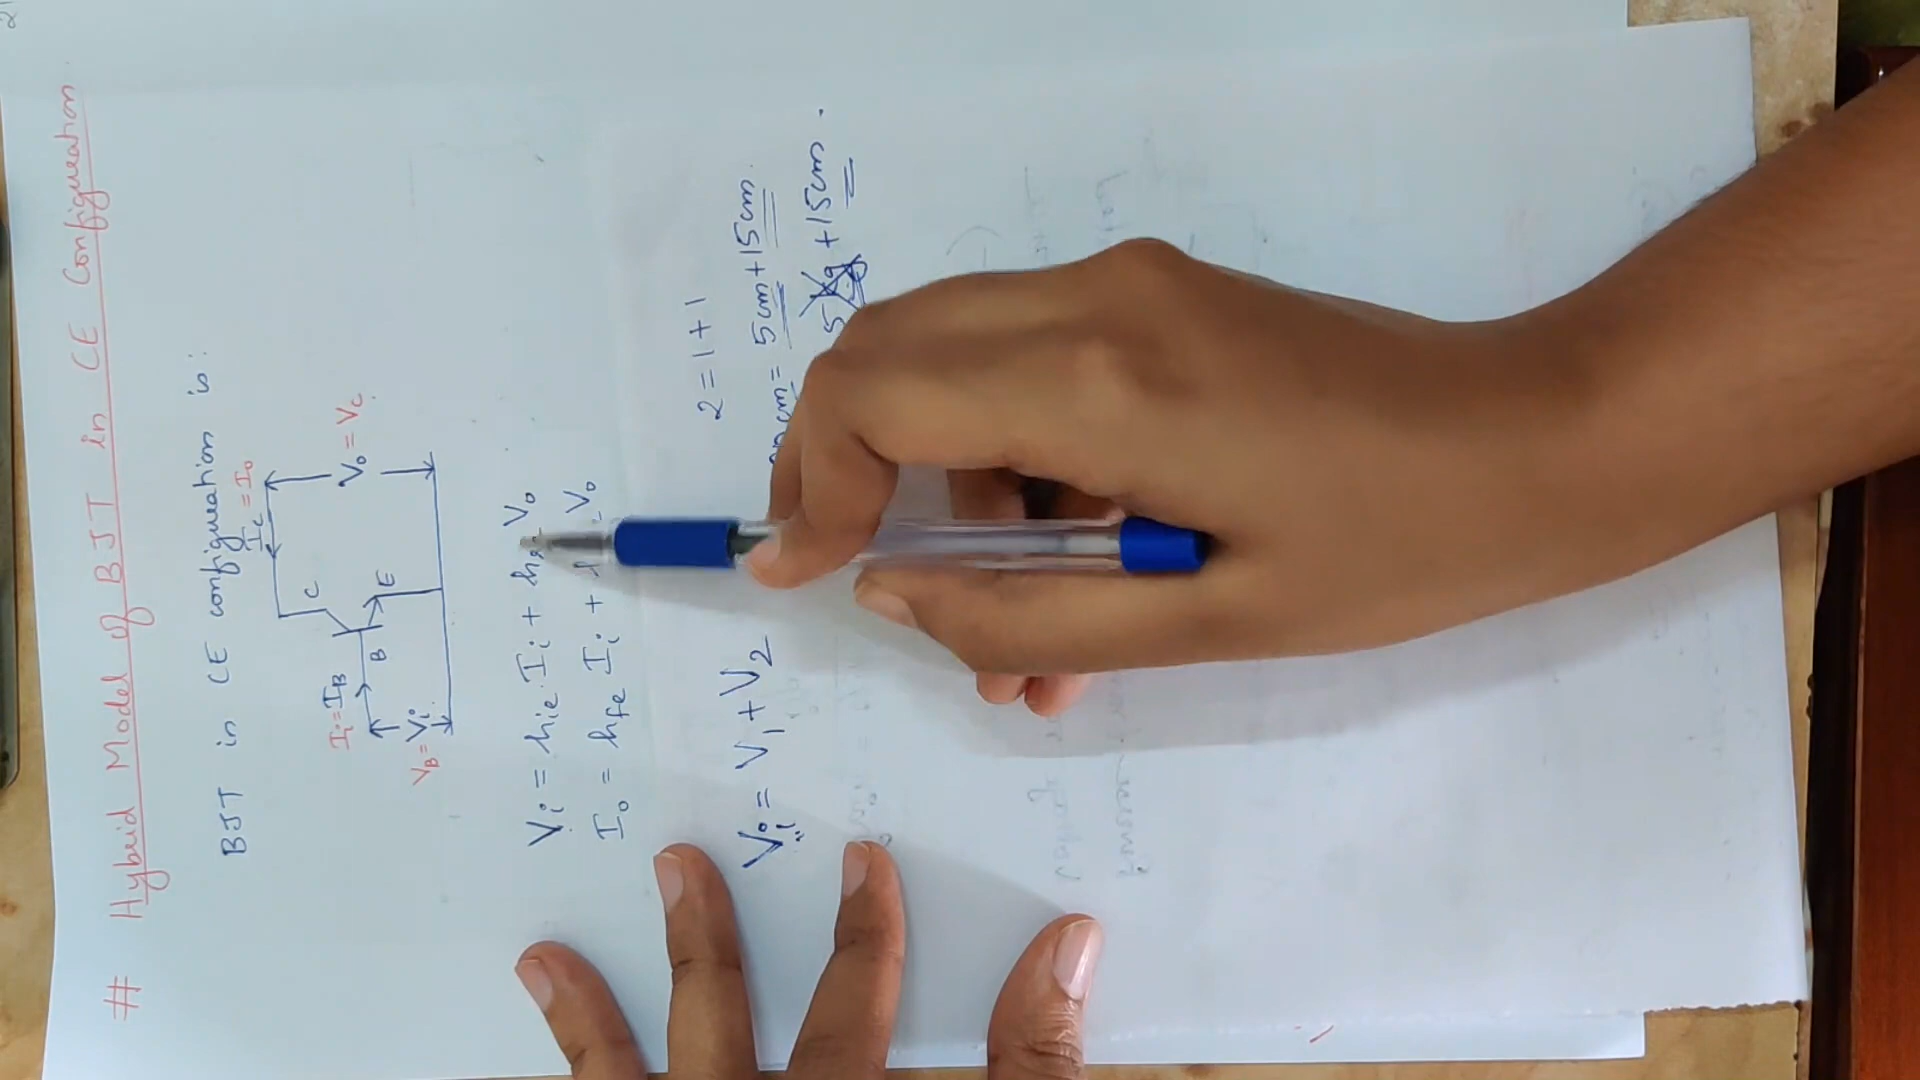 # Hybrid Model of BJT in CE Configuration
BJT in CE configuration is:
Ic = Io
C
Ii = IB
B
E
VB = Vi
Vo = Vc
Vi = hie. Ii + Vo
Io = hfe Ii + Vo
2 = 1 + 1
Vi = V1 + V2
cm = 5cm + 15cm.
5 + 15cm.